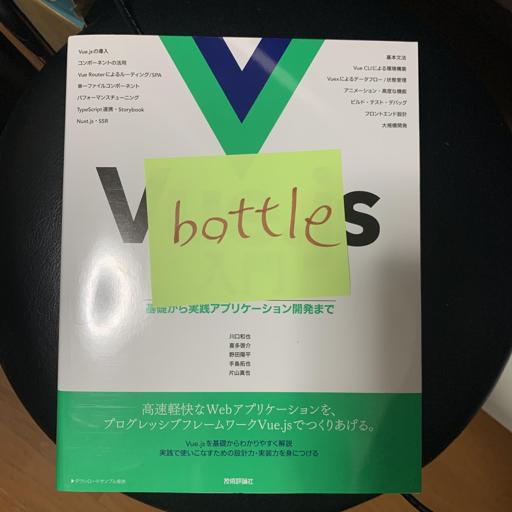 Vue.jsの導入
コンポーネントの活用
Vue Routerによるルーティング/SPA
単一ファイルコンポーネント
パフォーマンスチューニング
TypeScript連携・Storybook
Nuxt.js・SSR
基本文法
Vue CLIによる環境構築
Vuexによるデータフロー/状態管理
アニメーション・高度な機能
ビルド・テスト・デバッグ
フロントエンド設計
大規模開発
battle
基礎から実践アプリケーション開発まで
川口和也
喜多啓介
野田陽平
手島拓也
片山真也
高速軽快なWebアプリケーションを、
プログレッシブフレームワークVue.jsでつくりあげる。
Vue.jsを基礎からわかりやすく解説
実践で使いこなすための設計力・実装力を身につける
▶ダウンロードサンプル提供
技術評論社